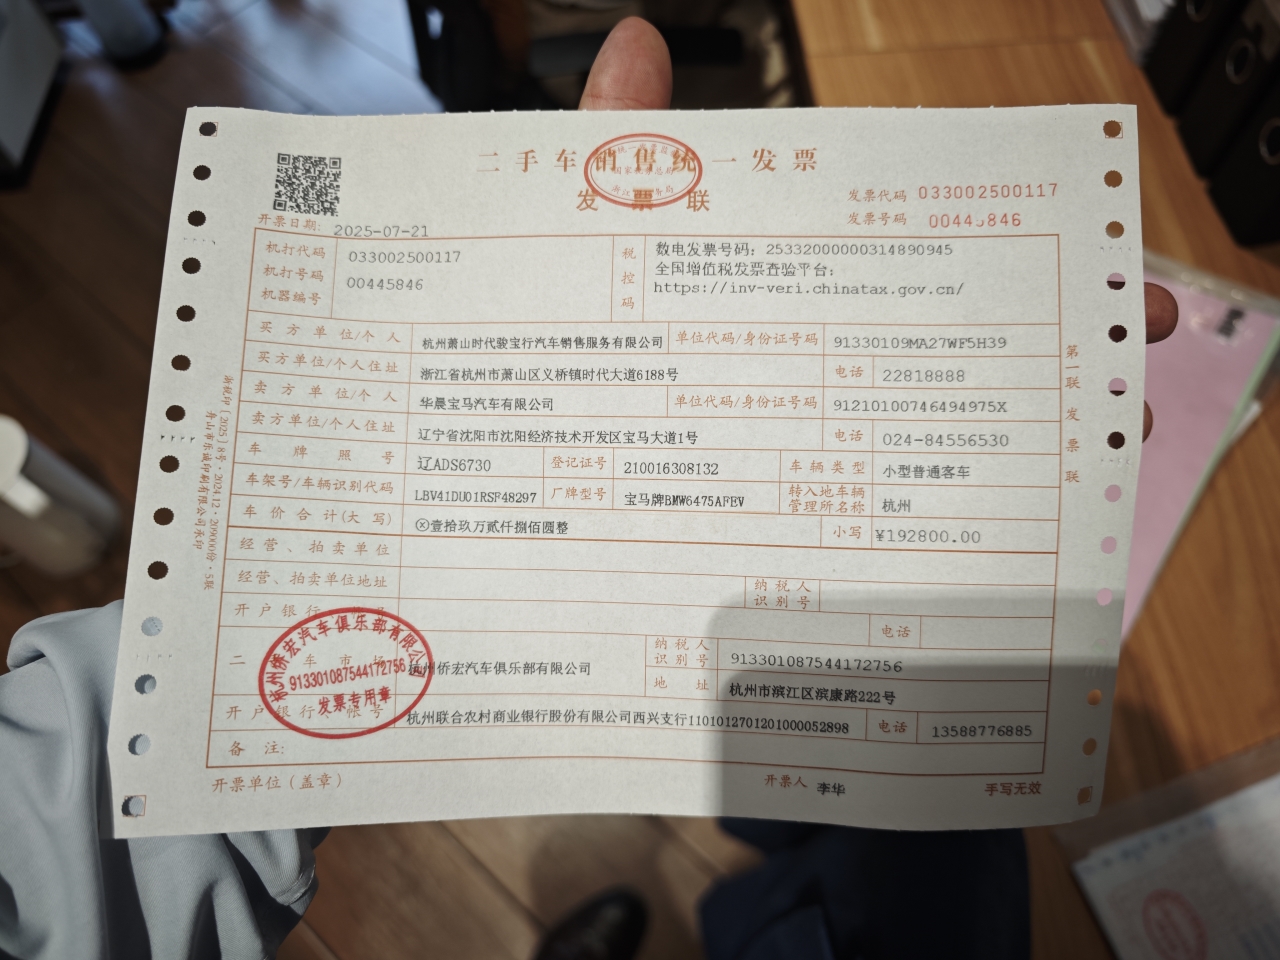 二手车销售统一发票
发票联
发票代码 033002500117
发票号码 00445846
开票日期: 2025-07-21
机打代码 033002500117
机打号码 00445846
机器编号
税控码
数电发票号码: 25332000000314890945
全国增值税发票查验平台:
https://inv-veri.chinatax.gov.cn/
买方单位/个人 杭州萧山时代骏宝行汽车销售服务有限公司 单位代码/身份证号码 91330109MA27WF5H39
买方单位/个人住址 浙江省杭州市萧山区义桥镇时代大道6188号 电话 22818888
卖方单位/个人 华晨宝马汽车有限公司 单位代码/身份证号码 91210100746494975X
卖方单位/个人住址 辽宁省沈阳市沈阳经济技术开发区宝马大道1号 电话 024-84556530
车牌照号 辽ADS6730 登记证号 210016308132 车辆类型 小型普通客车
车架号/车辆识别代码 LBV41DU01RSF48297 厂牌型号 宝马牌BMW6475AFEV 转入地车辆管理所名称 杭州
车价合计(大写) ⓧ壹拾玖万贰仟捌佰圆整 小写 ¥192800.00
经营、拍卖单位
经营、拍卖单位地址 纳税人识别号
开户银行 账号 电话
二 车市场 杭州侨宏汽车俱乐部有限公司 纳税人识别号 913301087544172756
地址 杭州市滨江区滨康路222号
开户银行、帐号 杭州联合农村商业银行股份有限公司西兴支行1101012701201000052898 电话 13588776885
备注:
开票单位(盖章) 开票人 李华 手写无效
杭州侨宏汽车俱乐部有限公司
913301087544172756
发票专用章
第一联 发票联